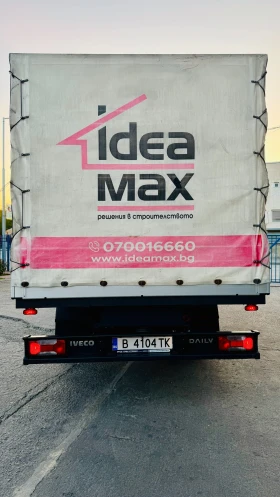 idea
max
решения в строителството
070016660
www.ideamax.bg
IVECO
B 4104 TK
DAILY